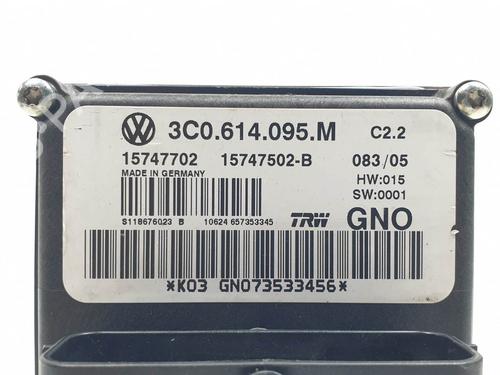 3C0.614.095.M C2.2
15747702 15747502-B 083/05
MADE IN GERMANY HW:015
SW:0001
S118676023 B 10624 657353345 TRW GNO
*K03 GN073533456*